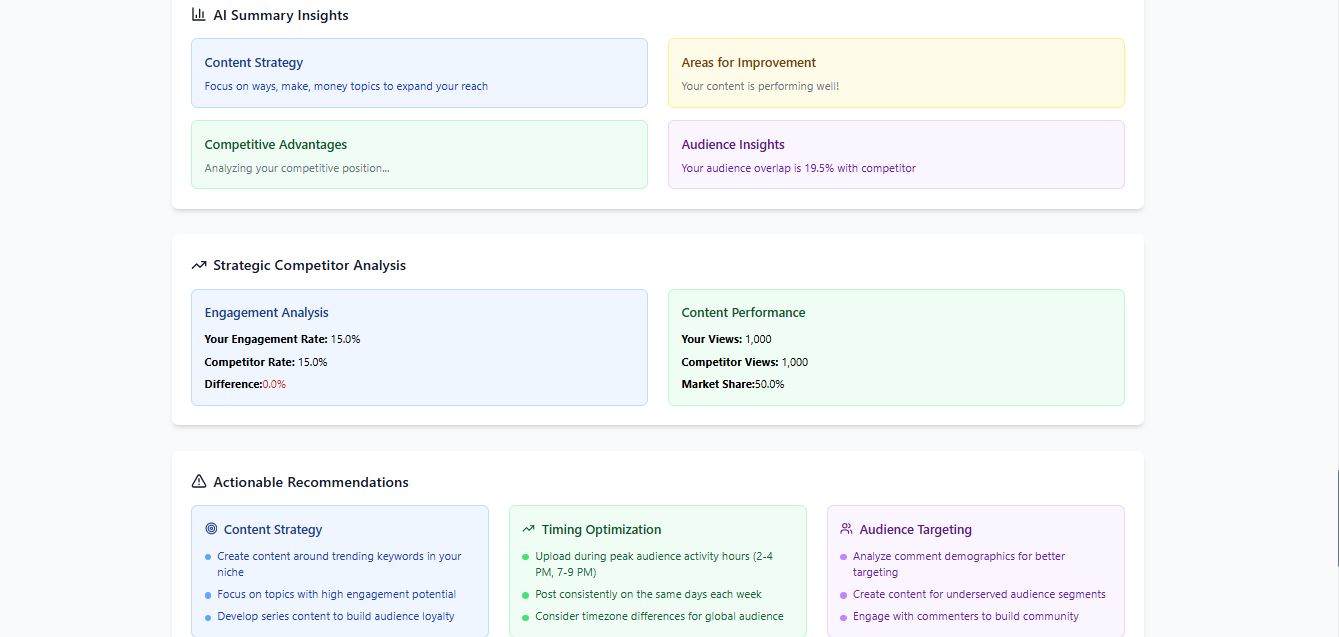 AI Summary Insights
Content Strategy
Focus on ways, make, money topics to expand your reach
Areas for Improvement
Your content is performing well!
Competitive Advantages
Analyzing your competitive position...
Audience Insights
Your audience overlap is 19.5% with competitor
Strategic Competitor Analysis
Engagement Analysis
Your Engagement Rate: 15.0%
Competitor Rate: 15.0%
Difference:0.0%
Content Performance
Your Views: 1,000
Competitor Views: 1,000
Market Share:50.0%
Actionable Recommendations
Content Strategy
Create content around trending keywords in your
niche
Focus on topics with high engagement potential
Develop series content to build audience loyalty
Timing Optimization
Upload during peak audience activity hours (2-4
PM, 7-9 PM)
Post consistently on the same days each week
Consider timezone differences for global audience
Audience Targeting
Analyze comment demographics for better
targeting
Create content for underserved audience segments
Engage with commenters to build community